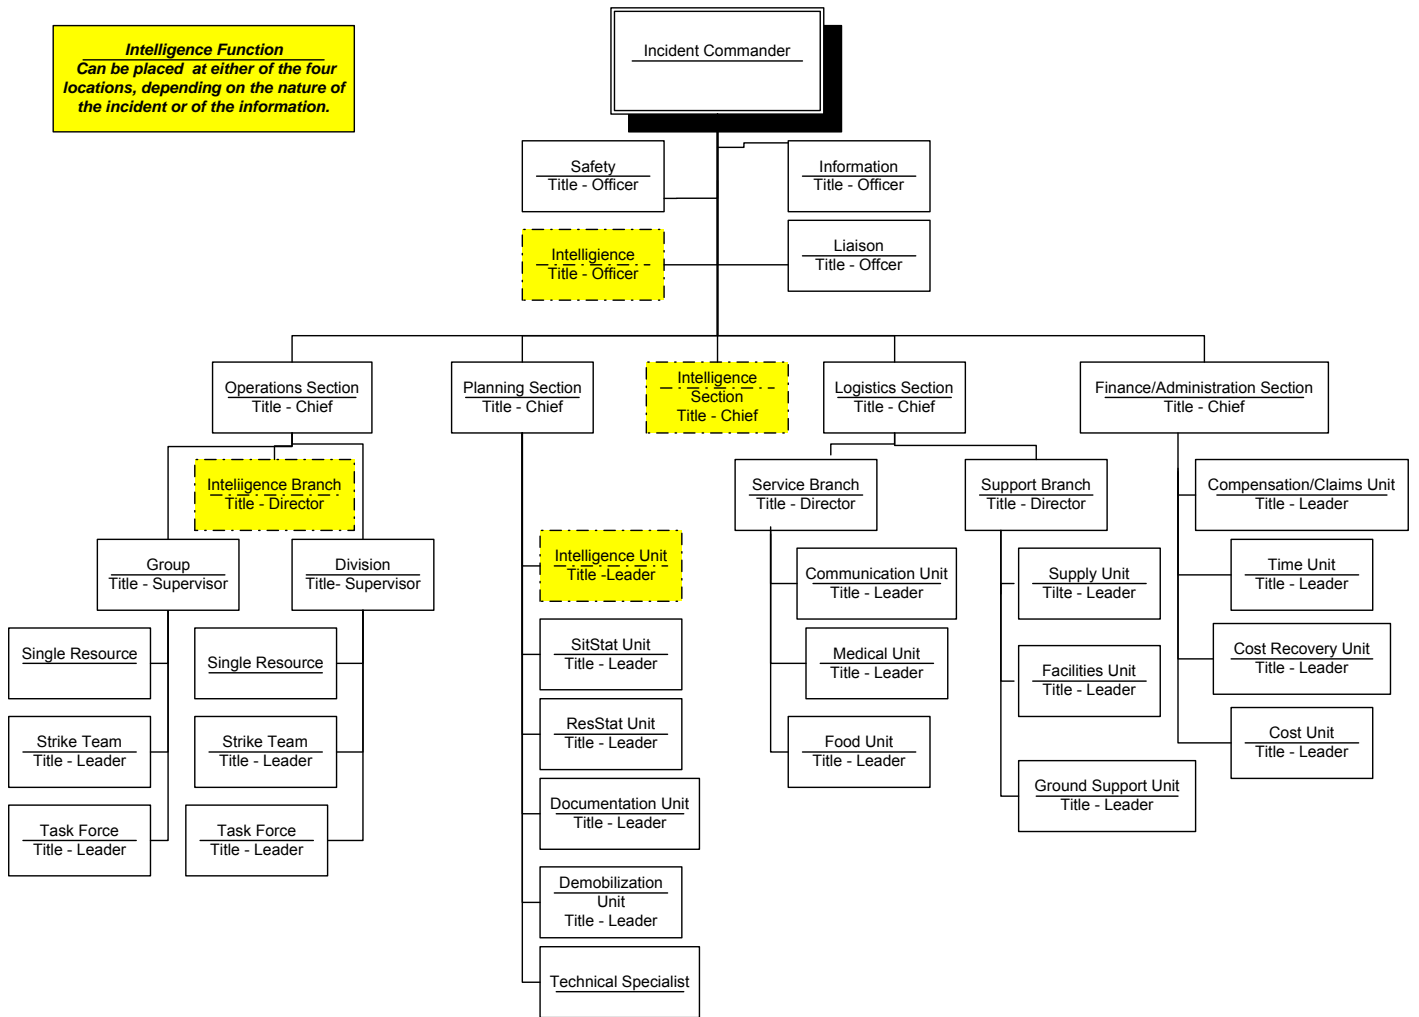 Intelligence Function
Can be placed at either of the four
locations, depending on the nature of
the incident or of the information.
Incident Commander
Safety
Title - Officer
Information
Title - Officer
Intelligience
Title - Officer
Liaison
Title - Offcer
Operations Section
Title - Chief
Planning Section
Title - Chief
Intelligence
Section
Title - Chief
Logistics Section
Title - Chief
Finance/Administration Section
Title - Chief
Inteliigence Branch
Title - Director
Service Branch
Title - Director
Support Branch
Title - Director
Compensation/Claims Unit
Title - Leader
Group
Title - Supervisor
Division
Title- Supervisor
Intelligence Unit
Title -Leader
Communication Unit
Title - Leader
Supply Unit
Tilte - Leader
Time Unit
Title - Leader
Single Resource
Single Resource
SitStat Unit
Title - Leader
Medical Unit
Title - Leader
Facilities Unit
Title - Leader
Cost Recovery Unit
Title - Leader
Strike Team
Title - Leader
Strike Team
Title - Leader
ResStat Unit
Title - Leader
Food Unit
Title - Leader
Cost Unit
Title - Leader
Ground Support Unit
Title - Leader
Task Force
Title - Leader
Task Force
Title - Leader
Documentation Unit
Title - Leader
Demobilization
Unit
Title - Leader
Technical Specialist